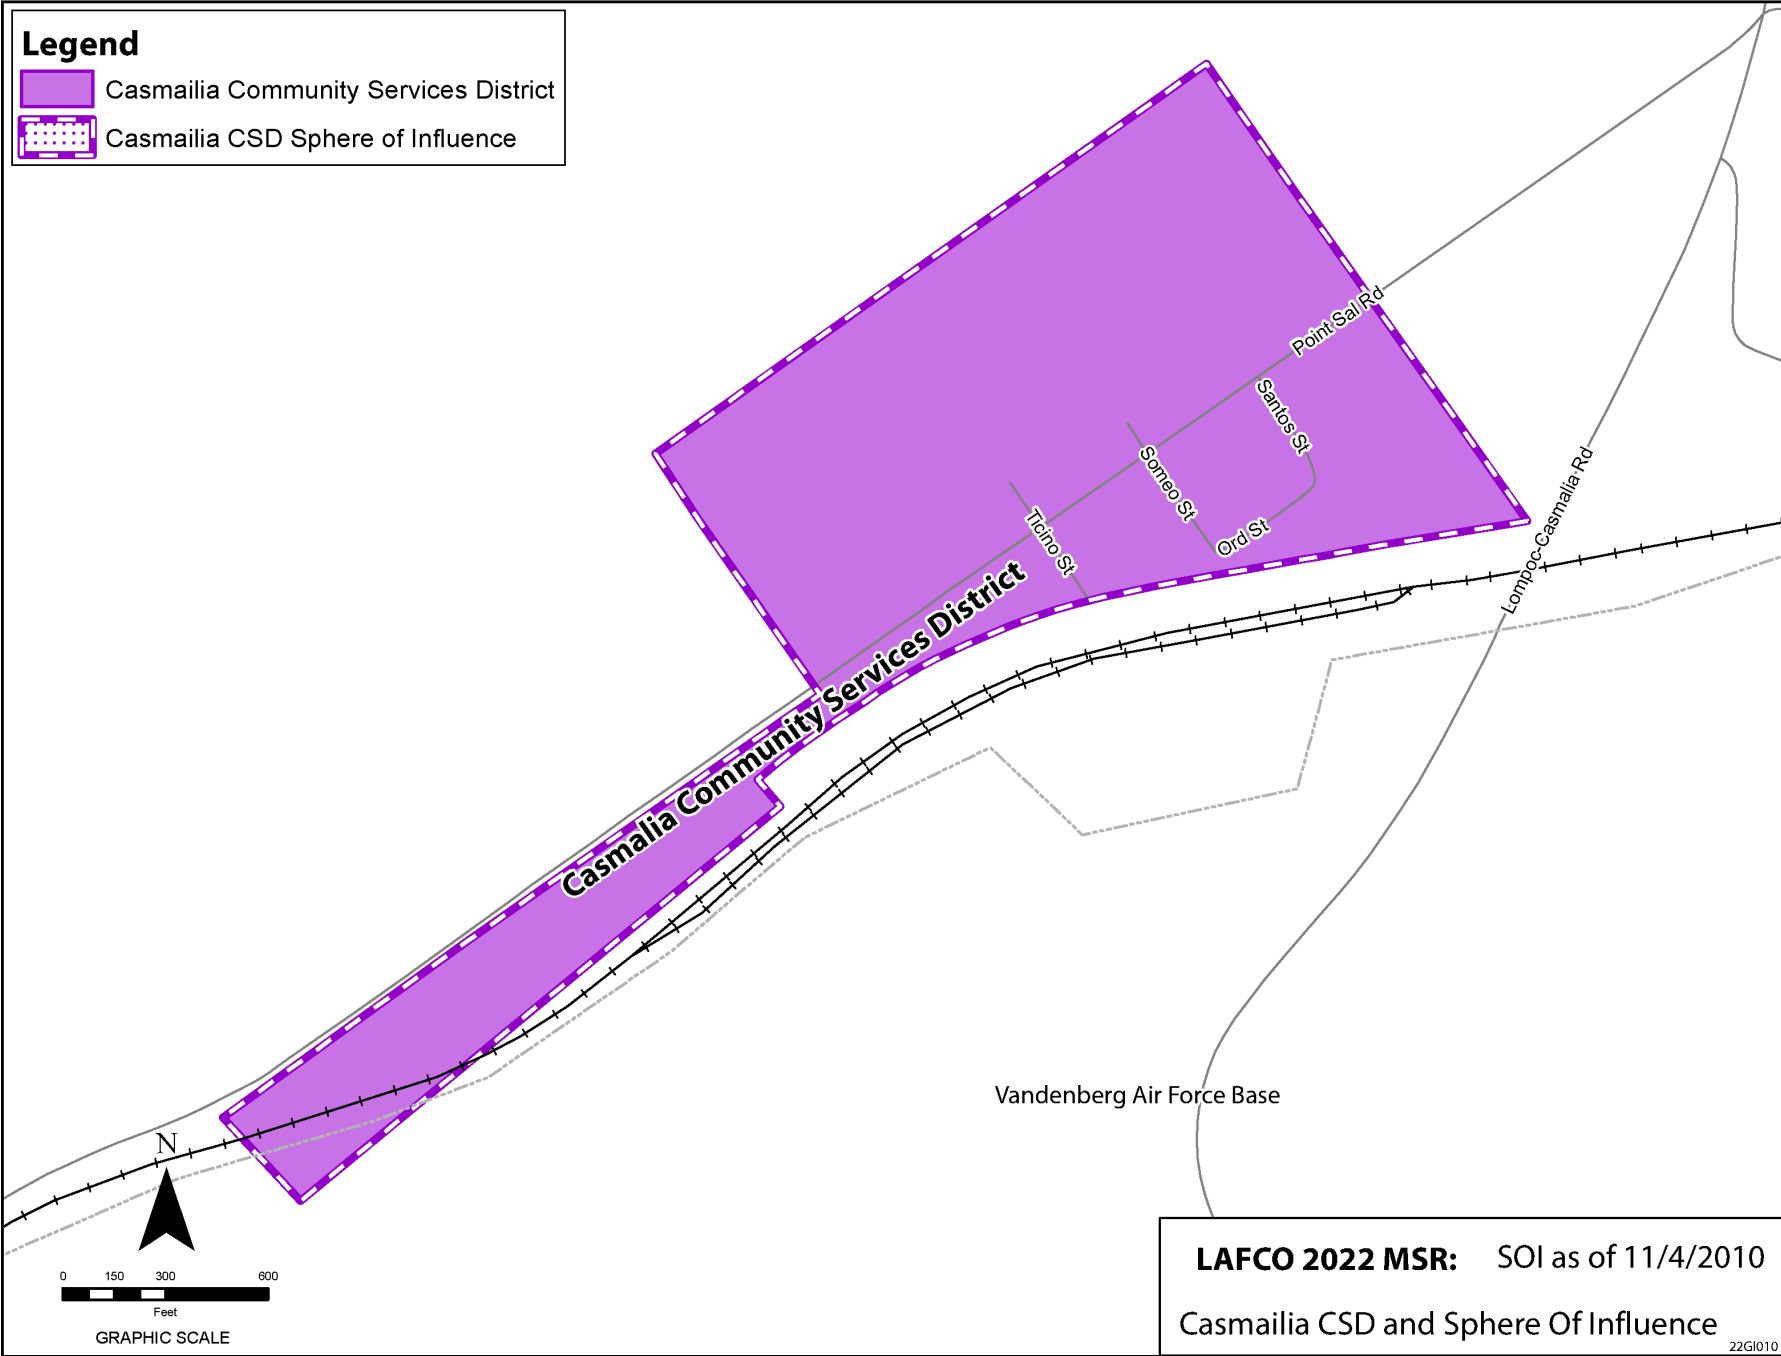 Legend
Casmailia Community Services District
Casmailia CSD Sphere of Influence
Point Sal Rd
Santos St
Someo St
Ord St
Ticino St
Lompoc-Casmalia Rd
Casmalia Community Services District
Vandenberg Air Force Base
N
0 150 300 600
Feet
GRAPHIC SCALE
LAFCO 2022 MSR: SOI as of 11/4/2010
Casmailia CSD and Sphere Of Influence
22GI010